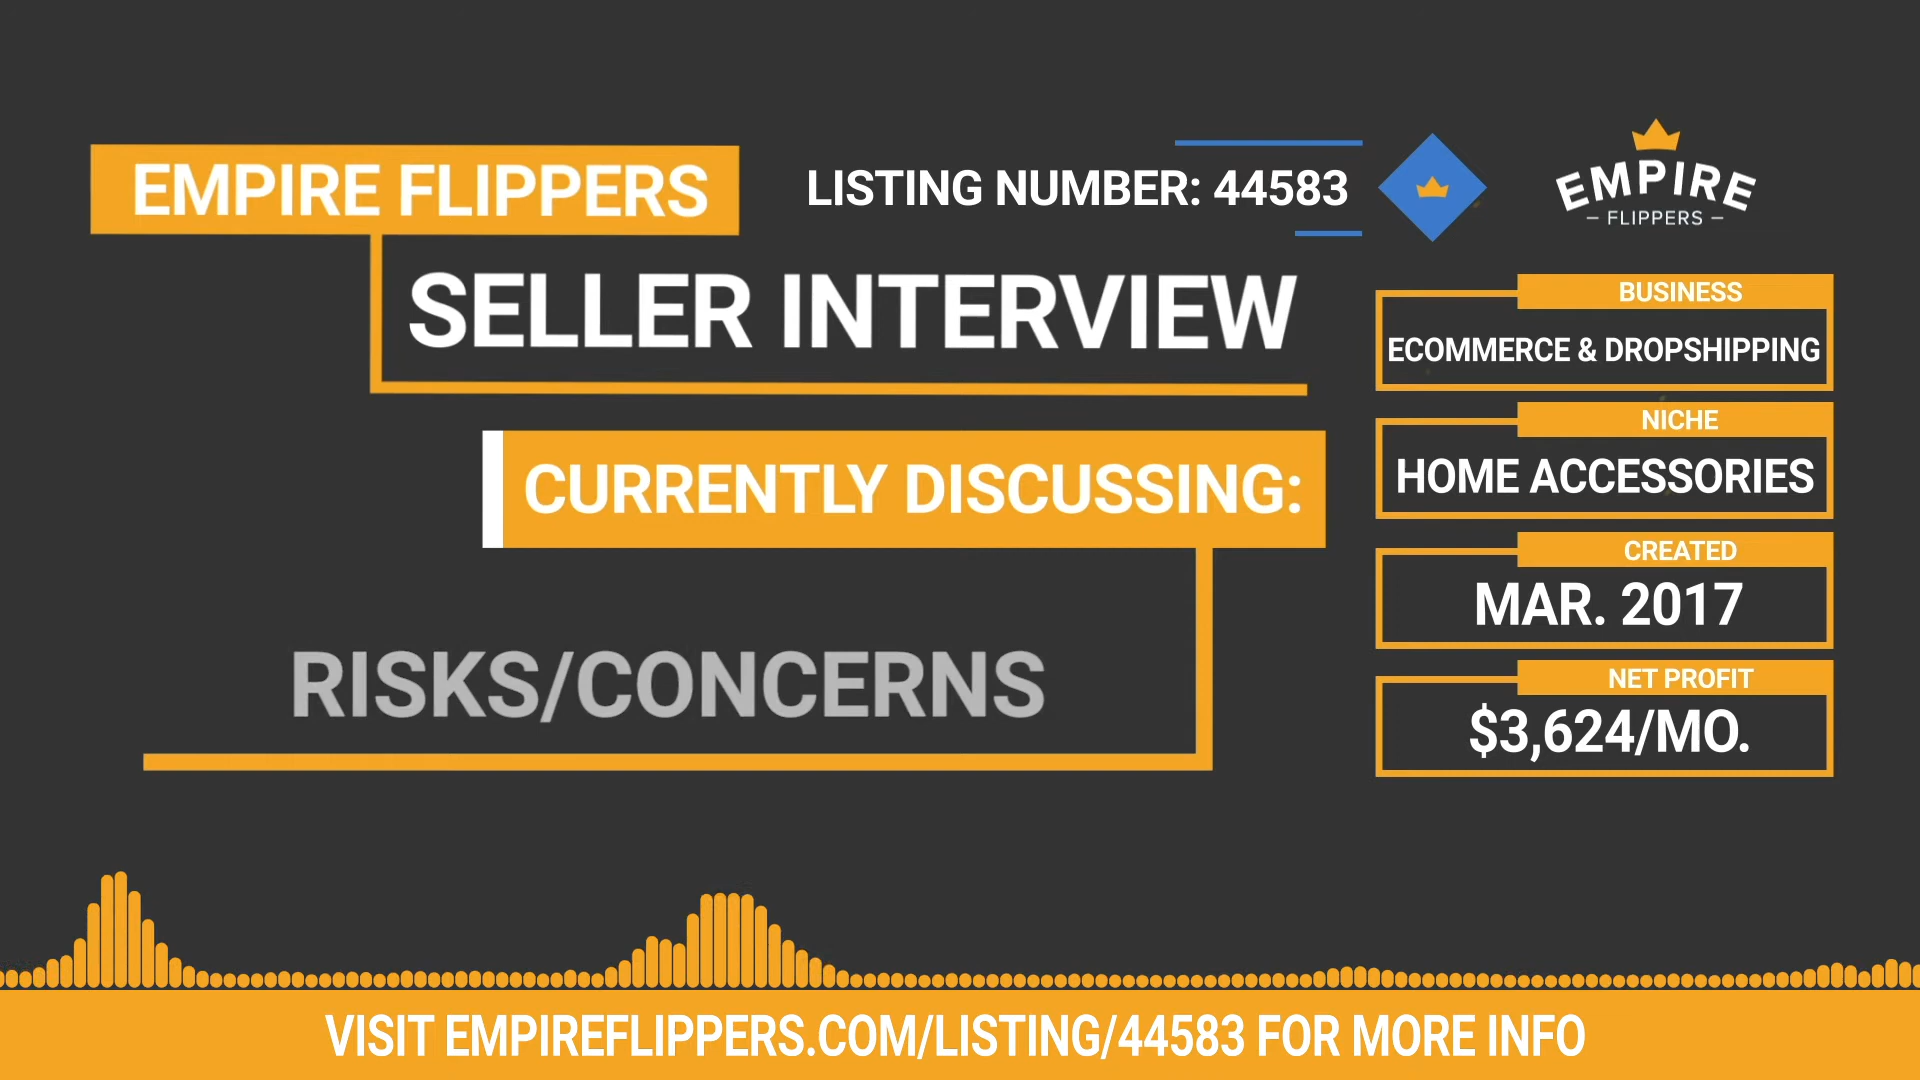 EMPIRE FLIPPERS
LISTING NUMBER: 44583
EMPIRE
FLIPPERS
SELLER INTERVIEW
CURRENTLY DISCUSSING:
RISKS/CONCERNS
BUSINESS
ECOMMERCE & DROPSHIPPING
NICHE
HOME ACCESSORIES
CREATED
MAR. 2017
NET PROFIT
$3,624/MO.
VISIT EMPIREFLIPPERS.COM/LISTING/44583 FOR MORE INFO